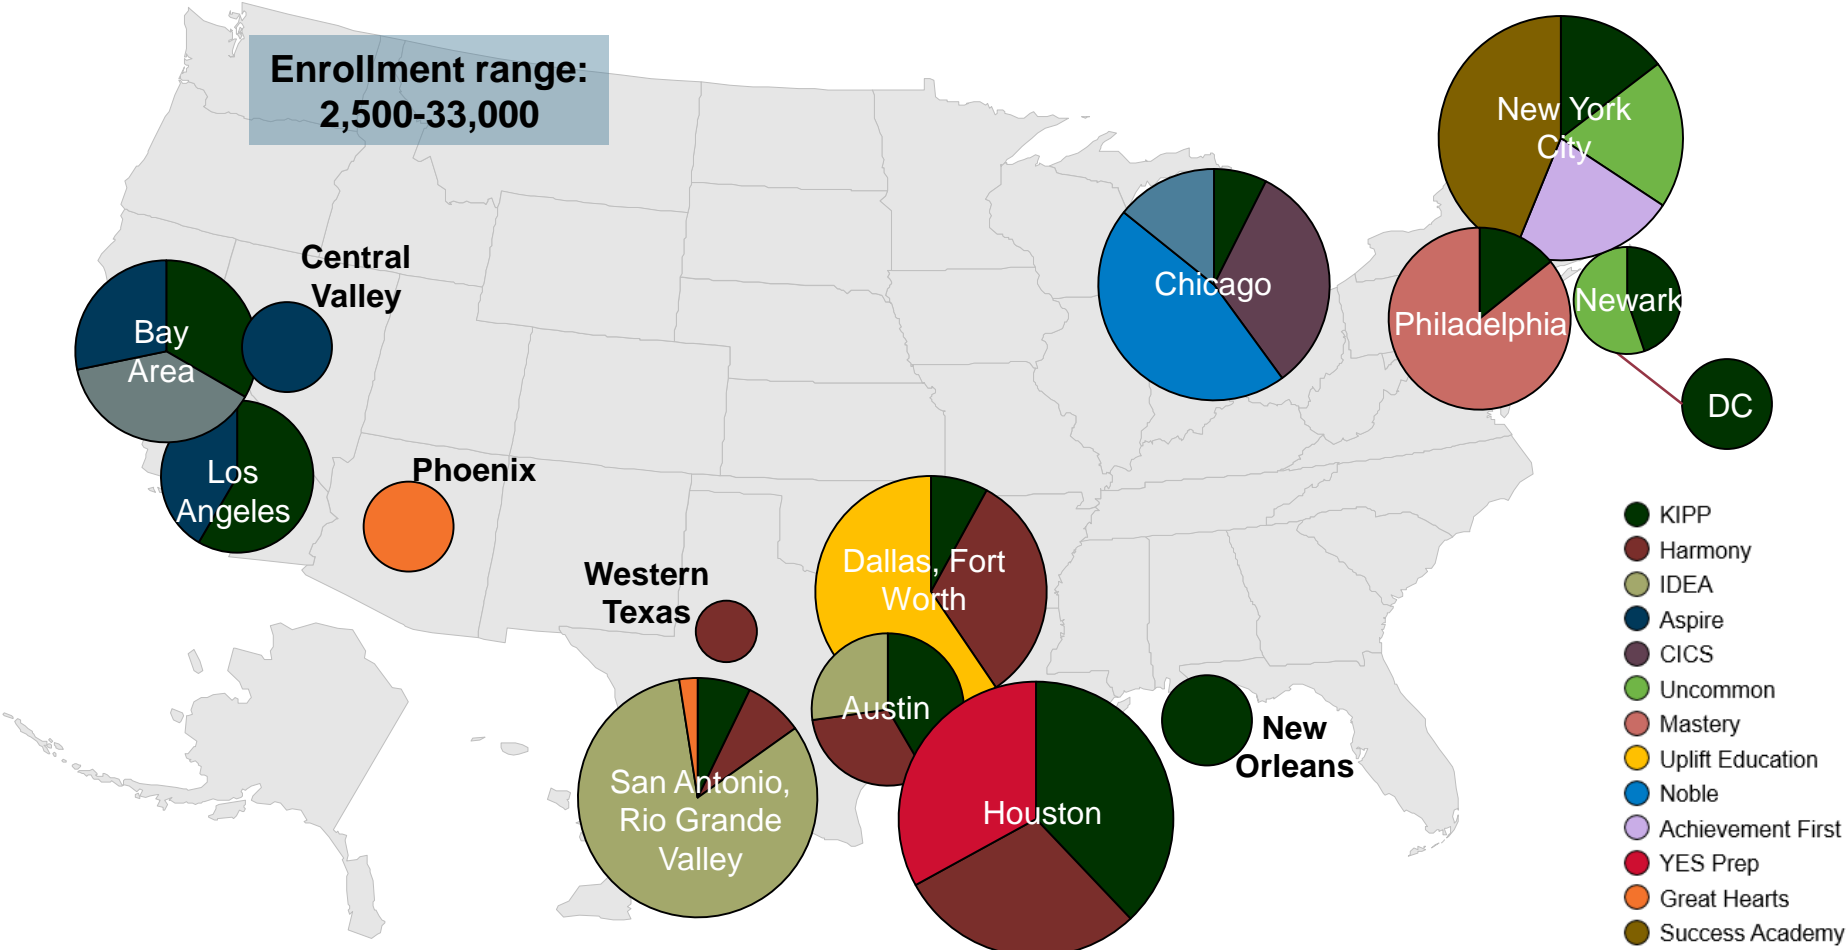 Enrollment range:
2,500-33,000
New York
City
Central
Valley
Chicago
Bay
Area
Philadelphia
Newark
DC
Los
Angeles
Phoenix
Western
Texas
Dallas, Fort
Worth
Austin
New
Orleans
San Antonio,
Rio Grande
Valley
Houston
KIPP
Harmony
IDEA
Aspire
CICS
Uncommon
Mastery
Uplift Education
Noble
Achievement First
YES Prep
Great Hearts
Success Academy